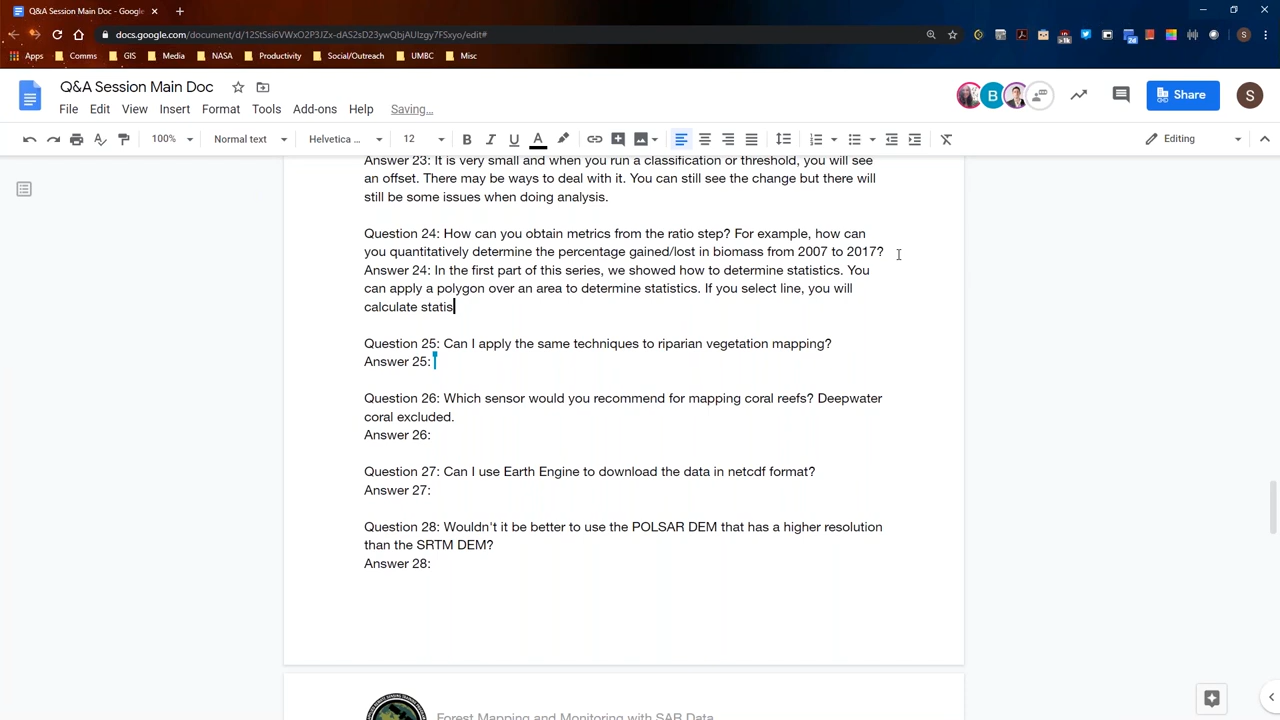 Q&A Session Main Doc - Google
docs.google.com/document/d/12StSsi6VWxO2P3JZx-dAS2sD23ywQbjAUIzgy7FSxyo/edit#
Apps Comms GIS Media NASA Productivity Social/Outreach UMBC Misc
Q&A Session Main Doc
File Edit View Insert Format Tools Add-ons Help Saving...
B
Share
S
100% Normal text Helvetica ... 12 B I U A Editing
Answer 23: It is very small and when you run a classification or threshold, you will see
an offset. There may be ways to deal with it. You can still see the change but there will
still be some issues when doing analysis.
Question 24: How can you obtain metrics from the ratio step? For example, how can
you quantitatively determine the percentage gained/lost in biomass from 2007 to 2017?
Answer 24: In the first part of this series, we showed how to determine statistics. You
can apply a polygon over an area to determine statistics. If you select line, you will
calculate statis
Question 25: Can I apply the same techniques to riparian vegetation mapping?
Answer 25:
Question 26: Which sensor would you recommend for mapping coral reefs? Deepwater
coral excluded.
Answer 26:
Question 27: Can I use Earth Engine to download the data in netcdf format?
Answer 27:
Question 28: Wouldn't it be better to use the POLSAR DEM that has a higher resolution
than the SRTM DEM?
Answer 28:
Forest Mapping and Monitoring with SAR Data